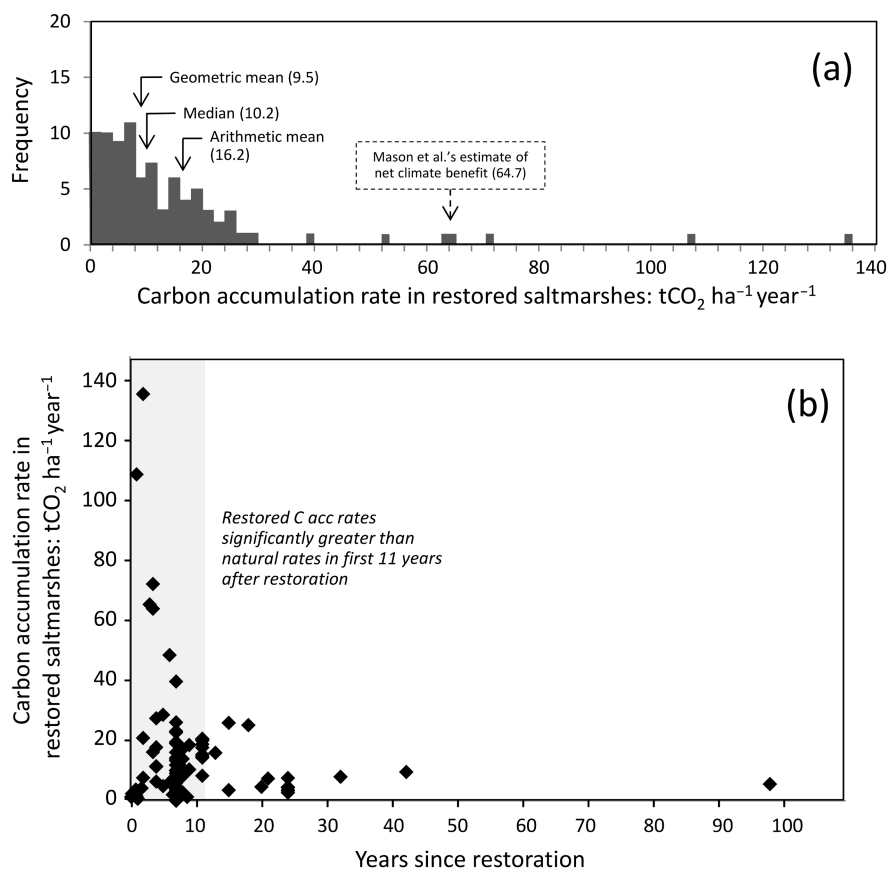 20
(a)
Geometric mean (9.5)
15
Median (10.2)
Frequency
10
Arithmetic mean
(16.2)
Mason et al.'s estimate of
net climate benefit (64.7)
5
0
0 20 40 60 80 100 120 140
Carbon accumulation rate in restored saltmarshes: tCO₂ ha⁻¹ year⁻¹
(b)
140
120
100
80
60
40
20
0
Carbon accumulation rate in
restored saltmarshes: tCO₂ ha⁻¹ year⁻¹
Restored C acc rates
significantly greater than
natural rates in first 11 years
after restoration
0 10 20 30 40 50 60 70 80 90 100
Years since restoration